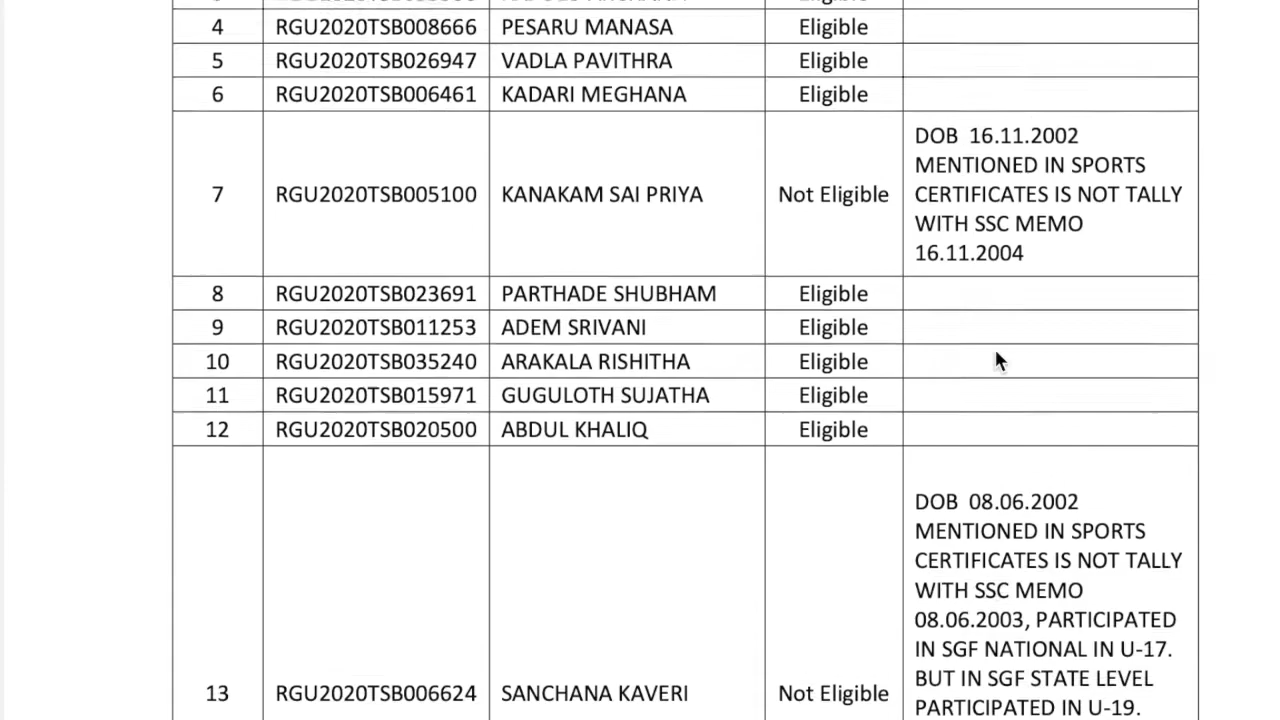 4 RGU2020TSB008666 PESARU MANASA Eligible
5 RGU2020TSB026947 VADLA PAVITHRA Eligible
6 RGU2020TSB006461 KADARI MEGHANA Eligible
7 RGU2020TSB005100 KANAKAM SAI PRIYA Not Eligible
DOB 16.11.2002
MENTIONED IN SPORTS
CERTIFICATES IS NOT TALLY
WITH SSC MEMO
16.11.2004
8 RGU2020TSB023691 PARTHADE SHUBHAM Eligible
9 RGU2020TSB011253 ADEM SRIVANI Eligible
10 RGU2020TSB035240 ARAKALA RISHITHA Eligible
11 RGU2020TSB015971 GUGULOTH SUJATHA Eligible
12 RGU2020TSB020500 ABDUL KHALIQ Eligible
13 RGU2020TSB006624 SANCHANA KAVERI Not Eligible
DOB 08.06.2002
MENTIONED IN SPORTS
CERTIFICATES IS NOT TALLY
WITH SSC MEMO
08.06.2003, PARTICIPATED
IN SGF NATIONAL IN U-17.
BUT IN SGF STATE LEVEL
PARTICIPATED IN U-19.